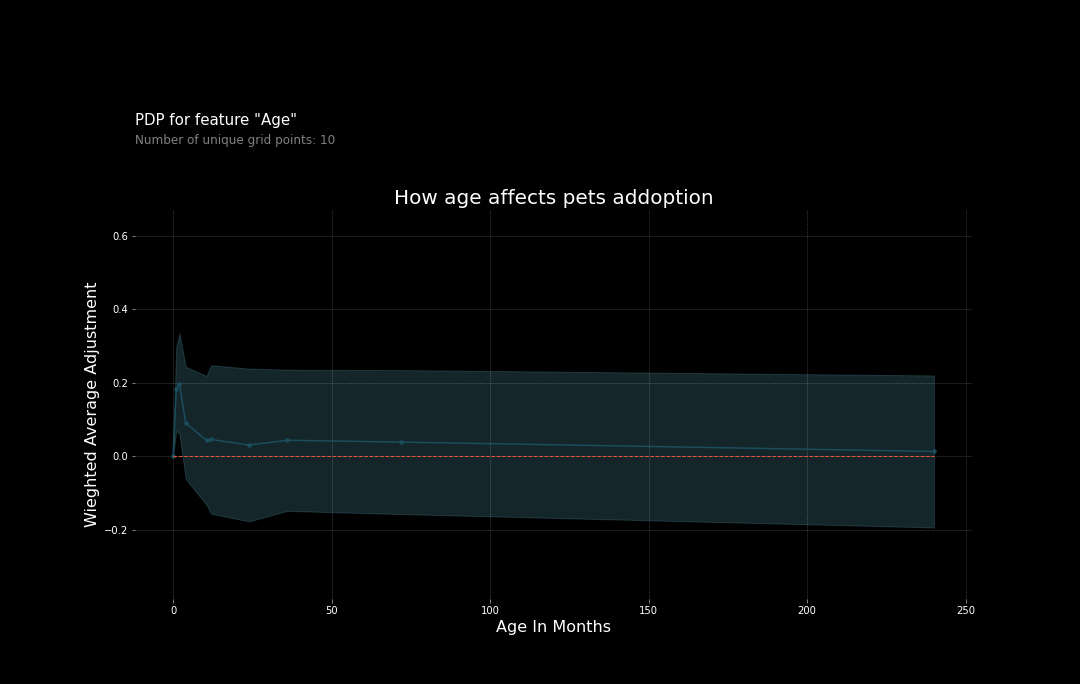 PDP for feature "Age"
Number of unique grid points: 10
How age affects pets addoption
Wieghted Average Adjustment
0.6
0.4
0.2
0.0
−0.2
0 50 100 150 200 250
Age In Months